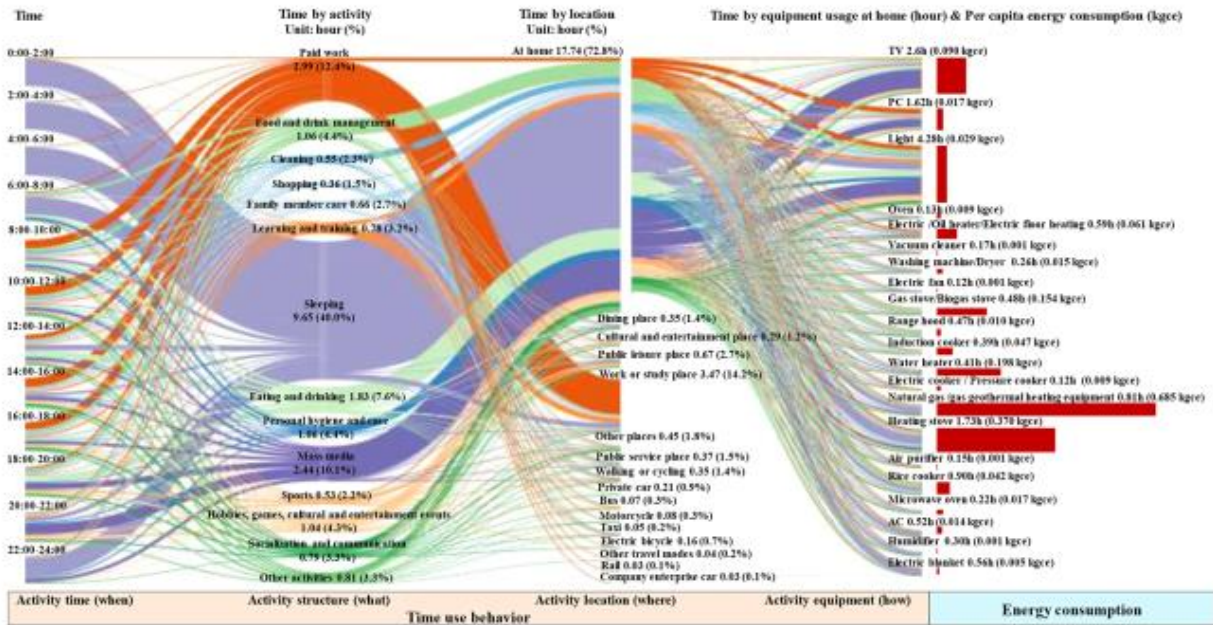 Time
Time by activity
Unit: hour (%)
Time by location
Unit: hour (%)
Time by equipment usage at home (hour) & Per capita energy consumption (kgce)
0:00-2:00
2:00-4:00
4:00-6:00
6:00-8:00
8:00-10:00
10:00-12:00
12:00-14:00
14:00-16:00
16:00-18:00
18:00-20:00
20:00-22:00
22:00-24:00
Paid work
2.99 (12.4%)
Food and drink management
1.06 (4.4%)
Cleaning 0.55 (2.3%)
Shopping 0.36 (1.5%)
Family member care 0.66 (2.7%)
Learning and training 0.78 (3.2%)
Sleeping
9.65 (40.0%)
Eating and drinking 1.83 (7.6%)
Personal hygiene and care
1.06 (4.4%)
Mass media
2.44 (10.1%)
Sports 0.53 (2.2%)
Hobbies, games, cultural and entertainment events
1.04 (4.3%)
Socialization and communication
0.79 (3.3%)
Other activities 0.81 (3.3%)
At home 17.74 (72.8%)
Dining place 0.35 (1.4%)
Cultural and entertainment place 0.29 (1.2%)
Public leisure place 0.67 (2.7%)
Work or study place 3.47 (14.2%)
Other places 0.45 (1.8%)
Public service place 0.37 (1.5%)
Walking or cycling 0.35 (1.4%)
Private car 0.21 (0.9%)
Bus 0.07 (0.3%)
Motorcycle 0.08 (0.3%)
Taxi 0.05 (0.2%)
Electric bicycle 0.16 (0.7%)
Other travel modes 0.04 (0.2%)
Rail 0.03 (0.1%)
Company enterprise car 0.03 (0.1%)
TV 2.6h (0.090 kgce)
PC 1.62h (0.017 kgce)
Light 4.28h (0.029 kgce)
Oven 0.13h (0.009 kgce)
Electric /Oil heater/Electric floor heating 0.59h (0.061 kgce)
Vacuum cleaner 0.17h (0.001 kgce)
Washing machine/Dryer 0.26h (0.015 kgce)
Electric fan 0.12h (0.001 kgce)
Gas stove/Biogas stove 0.48h (0.154 kgce)
Range hood 0.47h (0.010 kgce)
Induction cooker 0.39h (0.047 kgce)
Water heater 0.41h (0.198 kgce)
Electric cooker / Pressure cooker 0.12h (0.009 kgce)
Natural gas /gas geothermal heating equipment 0.81h (0.685 kgce)
Heating stove 1.73h (0.370 kgce)
Air purifier 0.15h (0.001 kgce)
Rice cooker 0.90h (0.042 kgce)
Microwave oven 0.22h (0.017 kgce)
AC 0.52h (0.014 kgce)
Humidifier 0.30h (0.001 kgce)
Electric blanket 0.56h (0.005 kgce)
Activity time (when)
Activity structure (what)
Activity location (where)
Activity equipment (how)
Time use behavior
Energy consumption